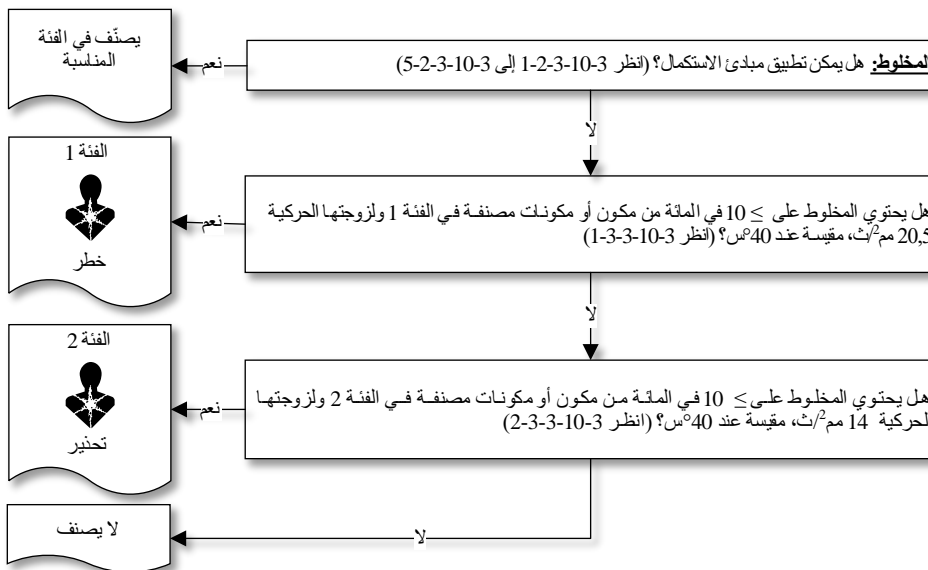 المخلوط: هل يمكن تطبيق مبادئ الاستكمال؟ (انظر 3-10-3-2-1 إلى 3-10-3-2-5)
نعم
يصنّف في الفئة
المناسبة
لا
هل يحتوي المخلوط على ≥ 10 في المائة من مكون أو مكونات مصنفة في الفئة 1 ولزوجتها الحركية
20,5 مم²/ث، مقيسة عند 40°س؟ (انظر 3-10-3-3-1)
نعم
الفئة 1
خطر
لا
هل يحتوي المخلوط على ≥ 10 في المائة من مكون أو مكونات مصنفة في الفئة 2 ولزوجتها
الحركية 14 مم²/ث، مقيسة عند 40°س؟ (انظر 3-10-3-3-2)
نعم
الفئة 2
تحذير
لا
لا يصنف